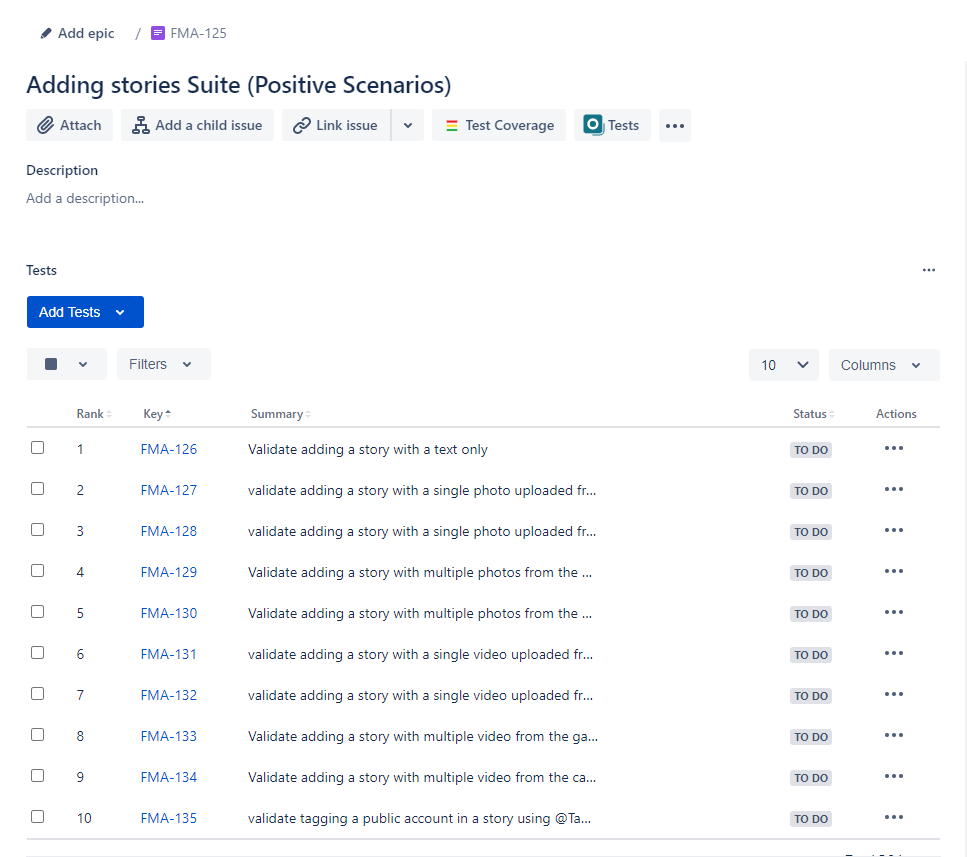 Add epic / FMA-125
Adding stories Suite (Positive Scenarios)
Attach Add a child issue Link issue Test Coverage Tests
Description
Add a description...
Tests
Add Tests
Filters 10 Columns
Rank Key Summary Status Actions
1 FMA-126 Validate adding a story with a text only TO DO
2 FMA-127 validate adding a story with a single photo uploaded fr... TO DO
3 FMA-128 validate adding a story with a single photo uploaded fr... TO DO
4 FMA-129 Validate adding a story with multiple photos from the ... TO DO
5 FMA-130 Validate adding a story with multiple photos from the ... TO DO
6 FMA-131 validate adding a story with a single video uploaded fr... TO DO
7 FMA-132 validate adding a story with a single video uploaded fr... TO DO
8 FMA-133 Validate adding a story with multiple video from the ga... TO DO
9 FMA-134 Validate adding a story with multiple video from the ca... TO DO
10 FMA-135 validate tagging a public account in a story using @Ta... TO DO